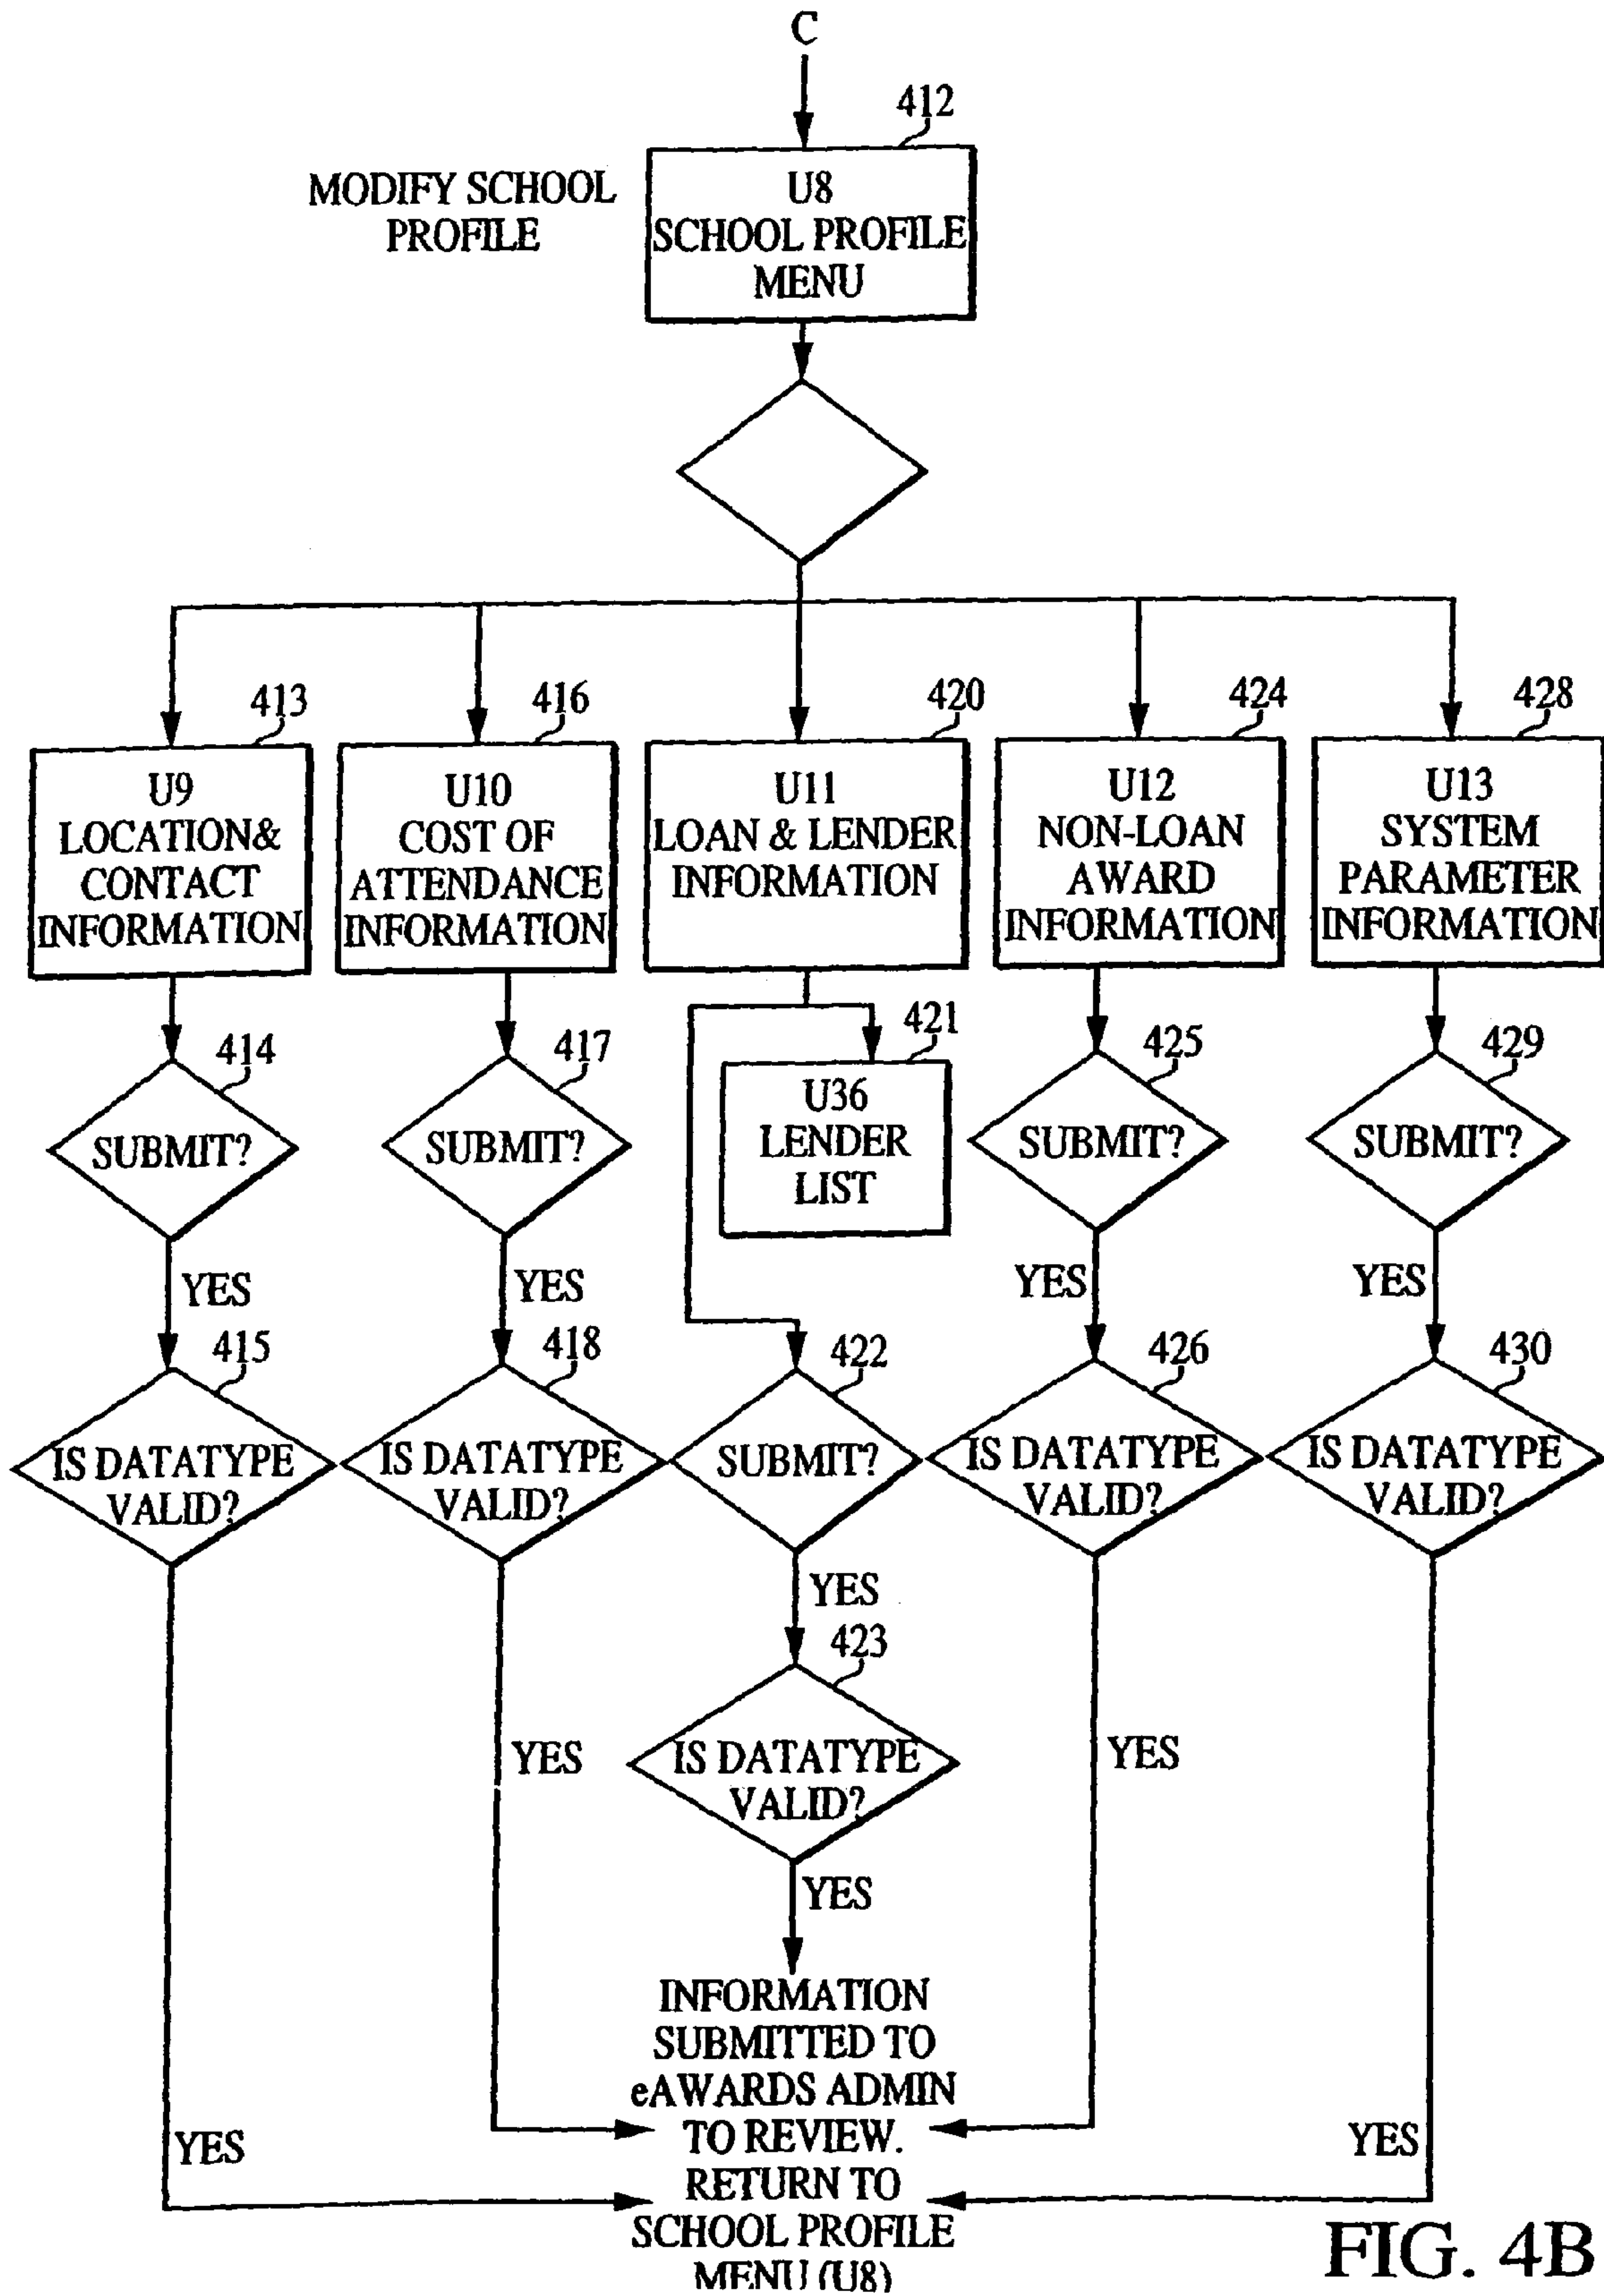 C
412
MODIFY SCHOOL
PROFILE
U8
SCHOOL PROFILE
MENU
413
416
420
424
428
U9
LOCATION&
CONTACT
INFORMATION
U10
COST OF
ATTENDANCE
INFORMATION
U11
LOAN & LENDER
INFORMATION
U12
NON-LOAN
AWARD
INFORMATION
U13
SYSTEM
PARAMETER
INFORMATION
414
SUBMIT?
417
SUBMIT?
421
U36
LENDER
LIST
425
SUBMIT?
429
SUBMIT?
YES
YES
YES
YES
415
IS DATATYPE
VALID?
418
IS DATATYPE
VALID?
422
SUBMIT?
426
IS DATATYPE
VALID?
430
IS DATATYPE
VALID?
YES
423
IS DATATYPE
VALID?
YES
YES
YES
YES
YES
INFORMATION
SUBMITTED TO
eAWARDS ADMIN
TO REVIEW.
RETURN TO
SCHOOL PROFILE
MENU (U8)
FIG. 4B